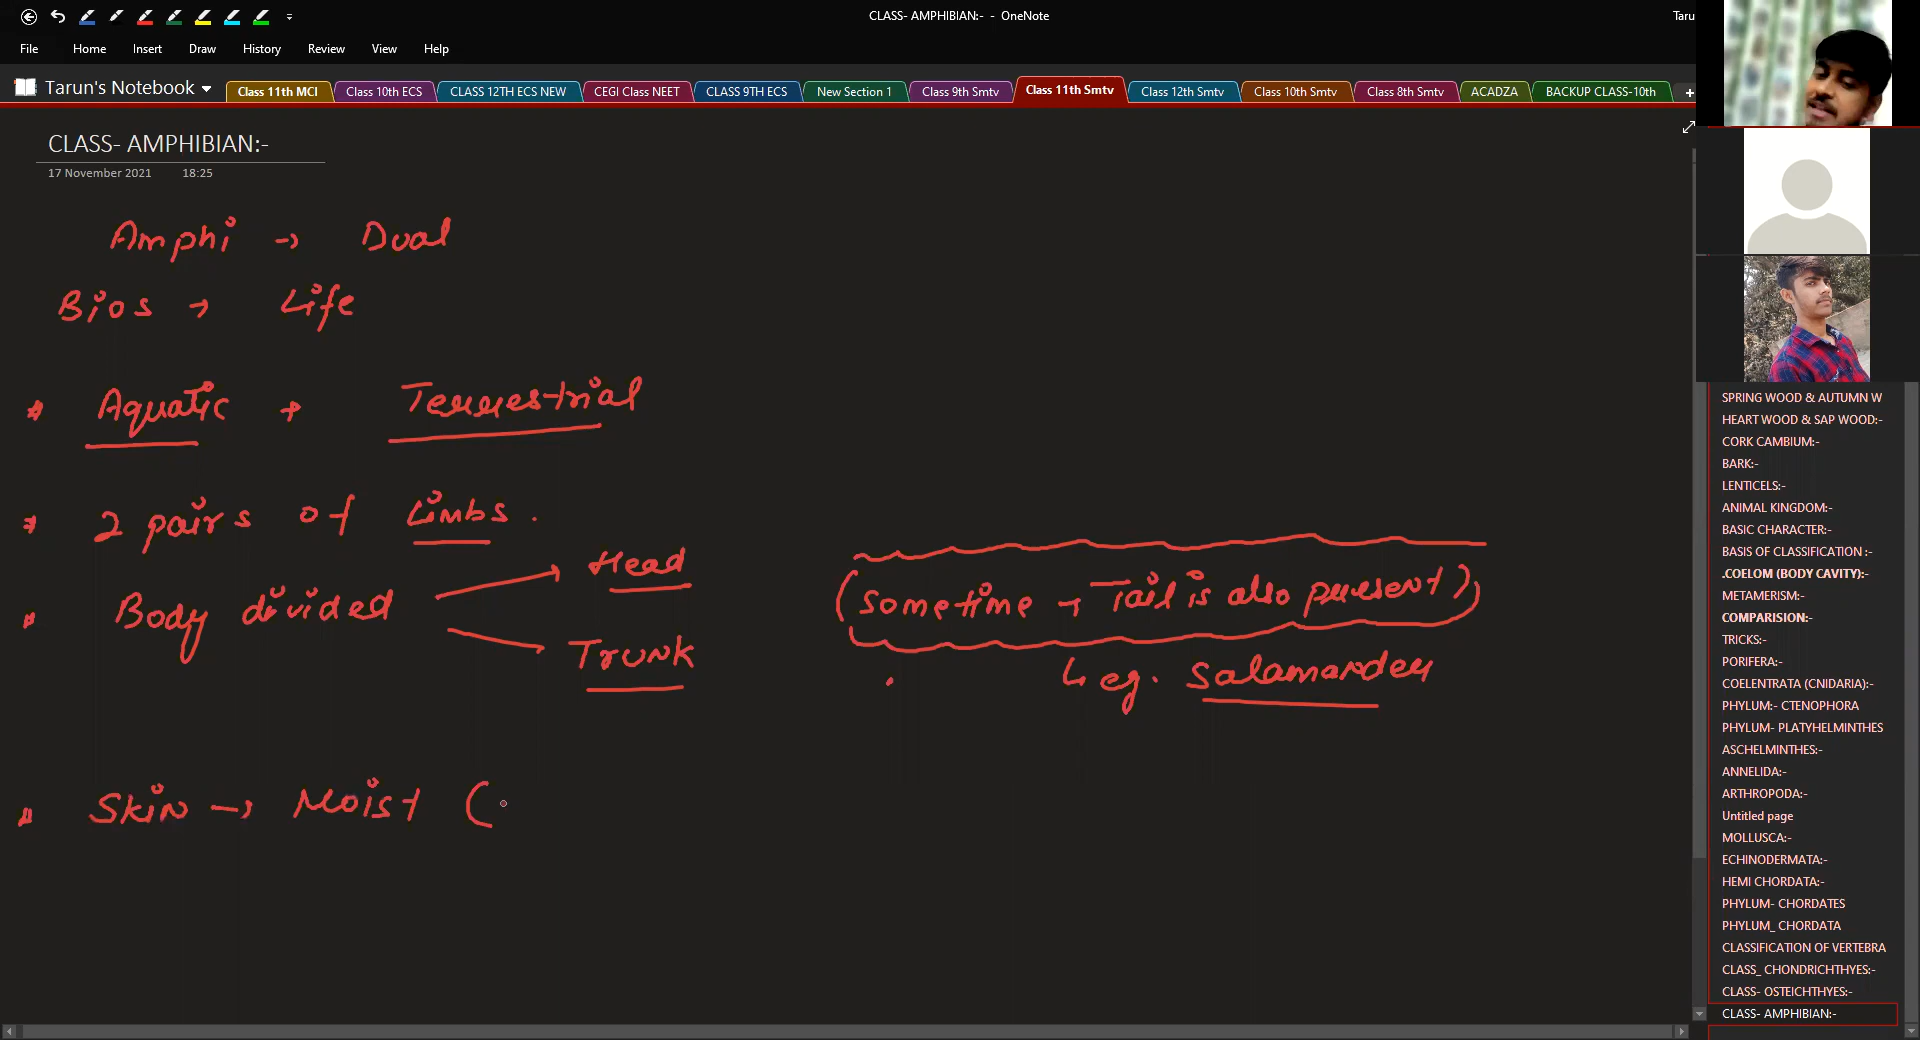 CLASS- AMPHIBIAN:- - OneNote
Taru
File Home Insert Draw History Review View Help
Tarun's Notebook
Class 11th MCI Class 10th ECS CLASS 12TH ECS NEW CEGI Class NEET CLASS 9TH ECS New Section 1 Class 9th Smtv Class 11th Smtv Class 12th Smtv Class 10th Smtv Class 8th Smtv ACADZA BACKUP CLASS-10th +
CLASS- AMPHIBIAN:-
17 November 2021 18:25
Amphi → Dual
Bios → Life
* Aquatic + Terrestrial
* 2 pairs of Limbs.
* Body divided
Head
Trunk
(Sometime → Tail is also present)
↳ eg. Salamander
* Skin → Moist (
SPRING WOOD & AUTUMN W
HEART WOOD & SAP WOOD:-
CORK CAMBIUM:-
BARK:-
LENTICELS:-
ANIMAL KINGDOM:-
BASIC CHARACTER:-
BASIS OF CLASSIFICATION :-
.COELOM (BODY CAVITY):-
METAMERISM:-
COMPARISION:-
TRICKS:-
PORIFERA:-
COELENTRATA (CNIDARIA):-
PHYLUM:- CTENOPHORA
PHYLUM- PLATYHELMINTHES
ASCHELMINTHES:-
ANNELIDA:-
ARTHROPODA:-
Untitled page
MOLLUSCA:-
ECHINODERMATA:-
HEMI CHORDATA:-
PHYLUM- CHORDATES
PHYLUM_ CHORDATA
CLASSIFICATION OF VERTEBRA
CLASS_ CHONDRICHTHYES:-
CLASS- OSTEICHTHYES:-
CLASS- AMPHIBIAN:-